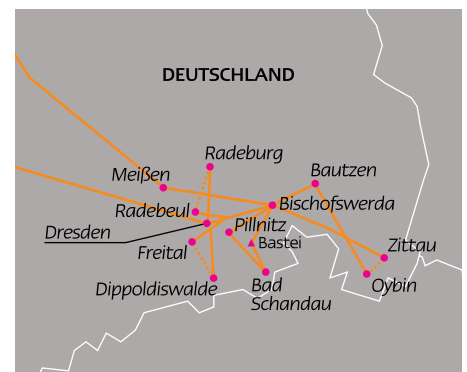 DEUTSCHLAND
Radeburg
Meißen
Bautzen
Radebeul
Bischofswerda
Pillnitz
Dresden
Bastei
Zittau
Freital
Dippoldiswalde
Bad
Schandau
Oybin